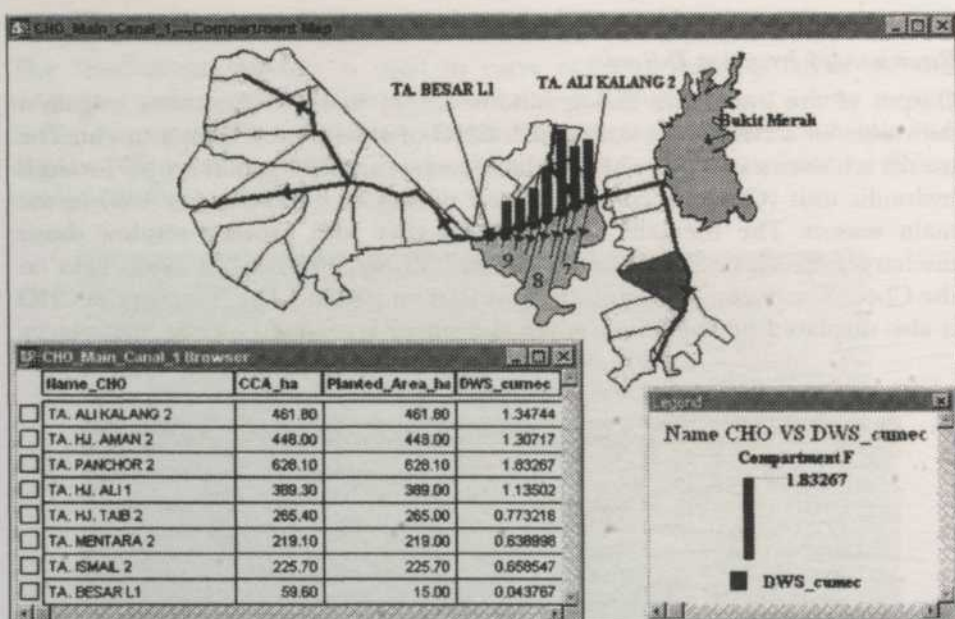 CHO_Main_Canal_1,...,Compartment Map
TA. BESAR L1
TA. ALI KALANG 2
Bukit Merah
9
8
7
CHO_Main_Canal_1 Browser
Name_CHO CCA_ha Planted_Area_ha DWS_cumec
TA. ALI KALANG 2 461.80 461.80 1.34744
TA. HJ. AMAN 2 448.00 448.00 1.30717
TA. PANCHOR 2 628.10 628.10 1.83267
TA. HJ. ALI 1 389.30 389.00 1.13502
TA. HJ. TAIB 2 265.40 265.00 0.773218
TA. MENTARA 2 219.10 219.00 0.638998
TA. ISMAIL 2 225.70 225.70 0.658547
TA. BESAR L1 59.60 15.00 0.043767
Legend
Name CHO VS DWS_cumec
Compartment F
1.83267
DWS_cumec